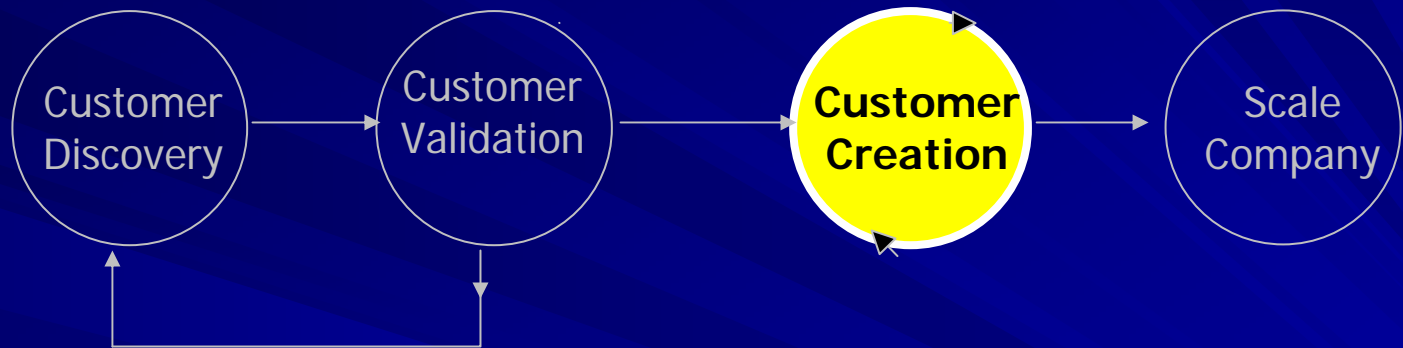 Customer
Discovery
Customer
Validation
Customer
Creation
Scale
Company